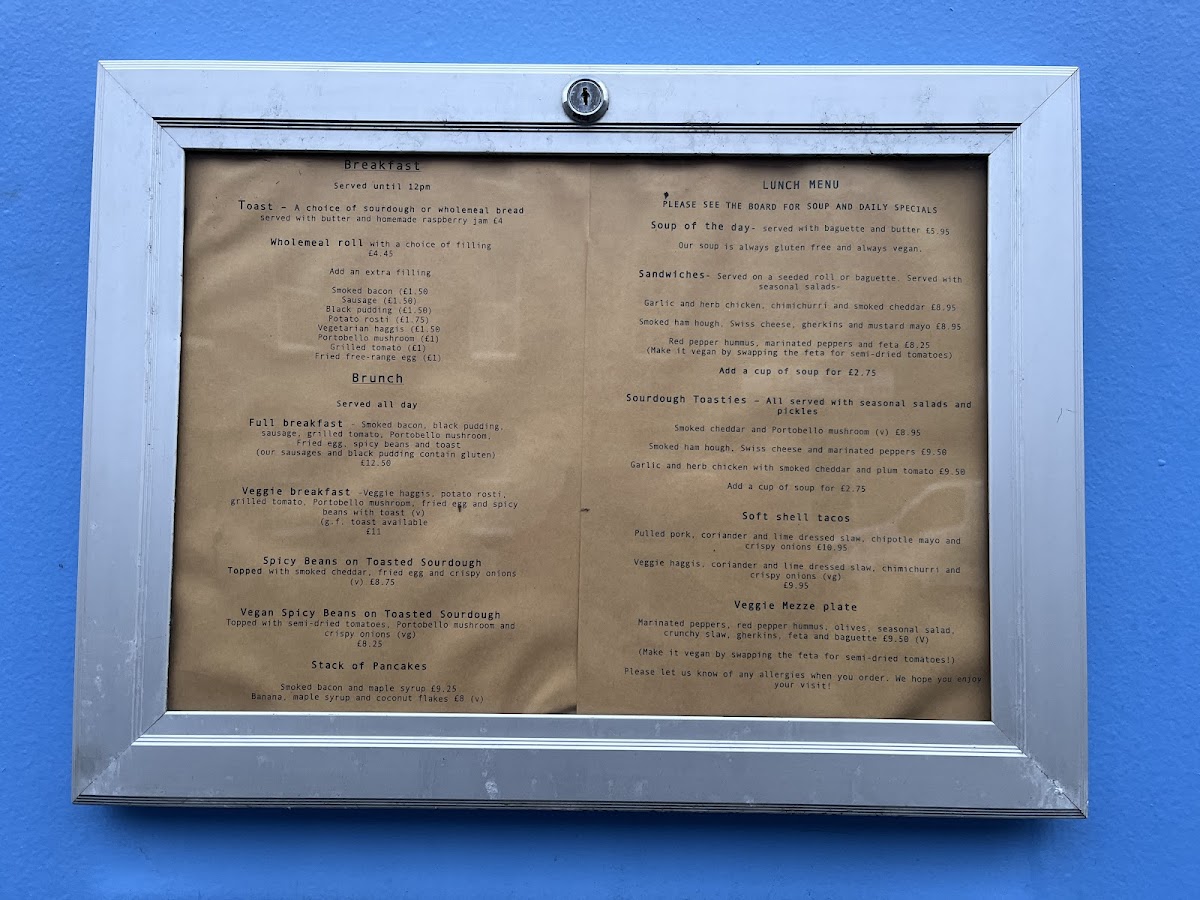 Breakfast
Served until 12pm
Toast – A choice of sourdough or wholemeal bread
served with butter and homemade raspberry jam £4
Wholemeal roll with a choice of filling
£4.45
Add an extra filling
Smoked bacon (£1.50
Sausage (£1.50)
Black pudding (£1.50)
Potato rosti (£1.75)
Vegetarian haggis (£1.50
Portobello mushroom (£1)
Grilled tomato (£1)
Fried free-range egg (£1)
Brunch
Served all day
Full breakfast - Smoked bacon, black pudding,
sausage, grilled tomato, Portobello mushroom,
Fried egg, spicy beans and toast
(our sausages and black pudding contain gluten)
£12.50
Veggie breakfast -Veggie haggis, potato rosti,
grilled tomato, Portobello mushroom, fried egg and spicy
beans with toast (v)
(g.f. toast available
£11
Spicy Beans on Toasted Sourdough
Topped with smoked cheddar, fried egg and crispy onions
(v) £8.75
Vegan Spicy Beans on Toasted Sourdough
Topped with semi-dried tomatoes, Portobello mushroom and
crispy onions (vg)
£8.25
Stack of Pancakes
Smoked bacon and maple syrup £9.25
Banana, maple syrup and coconut flakes £8 (v)
LUNCH MENU
PLEASE SEE THE BOARD FOR SOUP AND DAILY SPECIALS
Soup of the day- served with baguette and butter £5.95
Our soup is always gluten free and always vegan.
Sandwiches- Served on a seeded roll or baguette. Served with
seasonal salads-
Garlic and herb chicken, chimichurri and smoked cheddar £8.95
Smoked ham hough, Swiss cheese, gherkins and mustard mayo £8.95
Red pepper hummus, marinated peppers and feta £8.25
(Make it vegan by swapping the feta for semi-dried tomatoes)
Add a cup of soup for £2.75
Sourdough Toasties – All served with seasonal salads and
pickles
Smoked cheddar and Portobello mushroom (v) £8.95
Smoked ham hough, Swiss cheese and marinated peppers £9.50
Garlic and herb chicken with smoked cheddar and plum tomato £9.50
Add a cup of soup for £2.75
Soft shell tacos
Pulled pork, coriander and lime dressed slaw, chipotle mayo and
crispy onions £10.95
Veggie haggis, coriander and lime dressed slaw, chimichurri and
crispy onions (vg)
£9.95
Veggie Mezze plate
Marinated peppers, red pepper hummus, olives, seasonal salad,
crunchy slaw, gherkins, feta and baguette £9.50 (V)
(Make it vegan by swapping the feta for semi-dried tomatoes!)
Please let us know of any allergies when you order. We hope you enjoy
your visit!